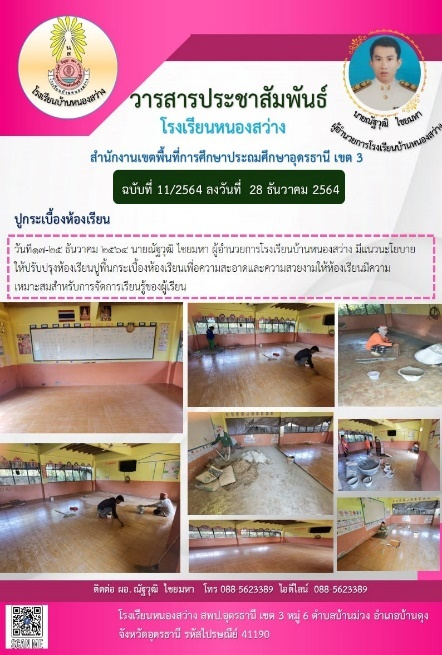 โรงเรียนบ้านหนองสว่าง
วารสารประชาสัมพันธ์
โรงเรียนหนองสว่าง
สำนักงานเขตพื้นที่การศึกษาประถมศึกษาอุดรธานี เขต 3
นายณัฐวุฒิ ไชยมหา
ผู้อำนวยการโรงเรียนบ้านหนองสว่าง
ฉบับที่ 11/2564 ลงวันที่ 28 ธันวาคม 2564
ปูกระเบื้องห้องเรียน
วันที่๑๗-๒๕ ธันวาคม ๒๕๖๔ นายณัฐวุฒิ ไชยมหา ผู้อำนวยการโรงเรียนบ้านหนองสว่าง มีแนวนะโยบาย
ให้ปรับปรุงห้องเรียนปูพื้นกระเบื้องห้องเรียนเพื่อความสะอาดและความสวยงามให้ห้องเรียนมีความ
เหมาะสมสำหรับการจัดการเรียนรู้ของผู้เรียน
ติดต่อ ผอ. ณัฐวุฒิ ไชยมหา โทร 088 5623389 ไอดีไลน์ 088 5623389
โรงเรียนหนองสว่าง สพป.อุดรธานี เขต 3 หมู่ 6 ตำบลบ้านม่วง อำเภอบ้านดุง
จังหวัดอุดรธานี รหัสไปรษณีย์ 41190
SCAN ME